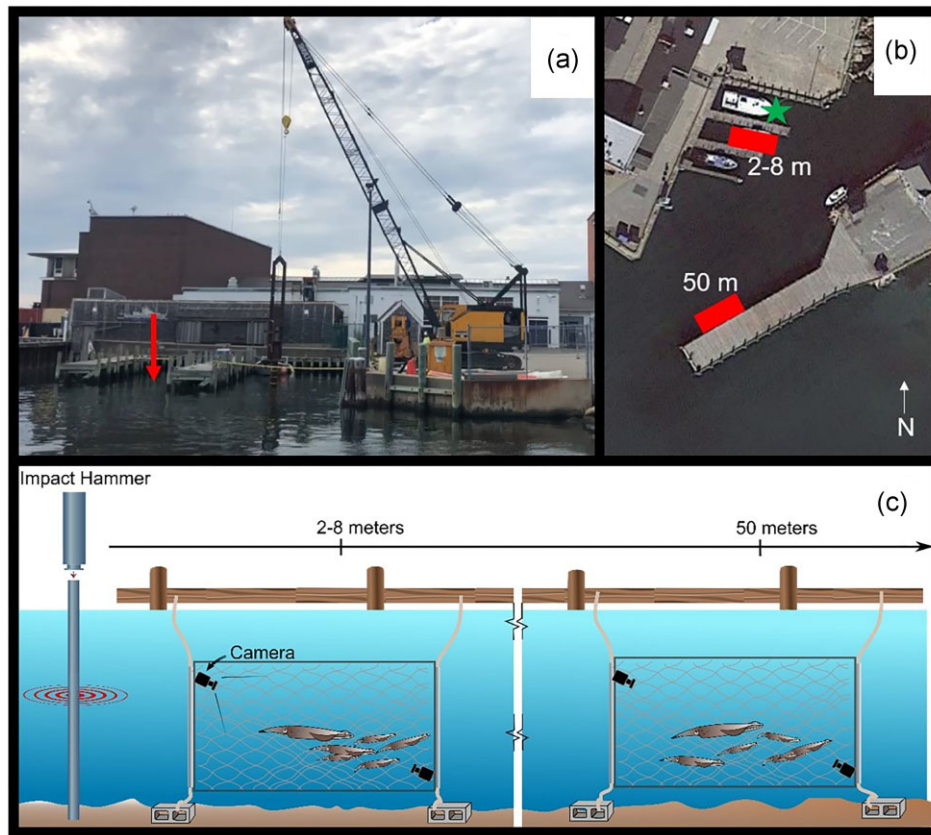 (a)
(b)
2-8 m
50 m
N
Impact Hammer
(c)
2-8 meters
50 meters
Camera